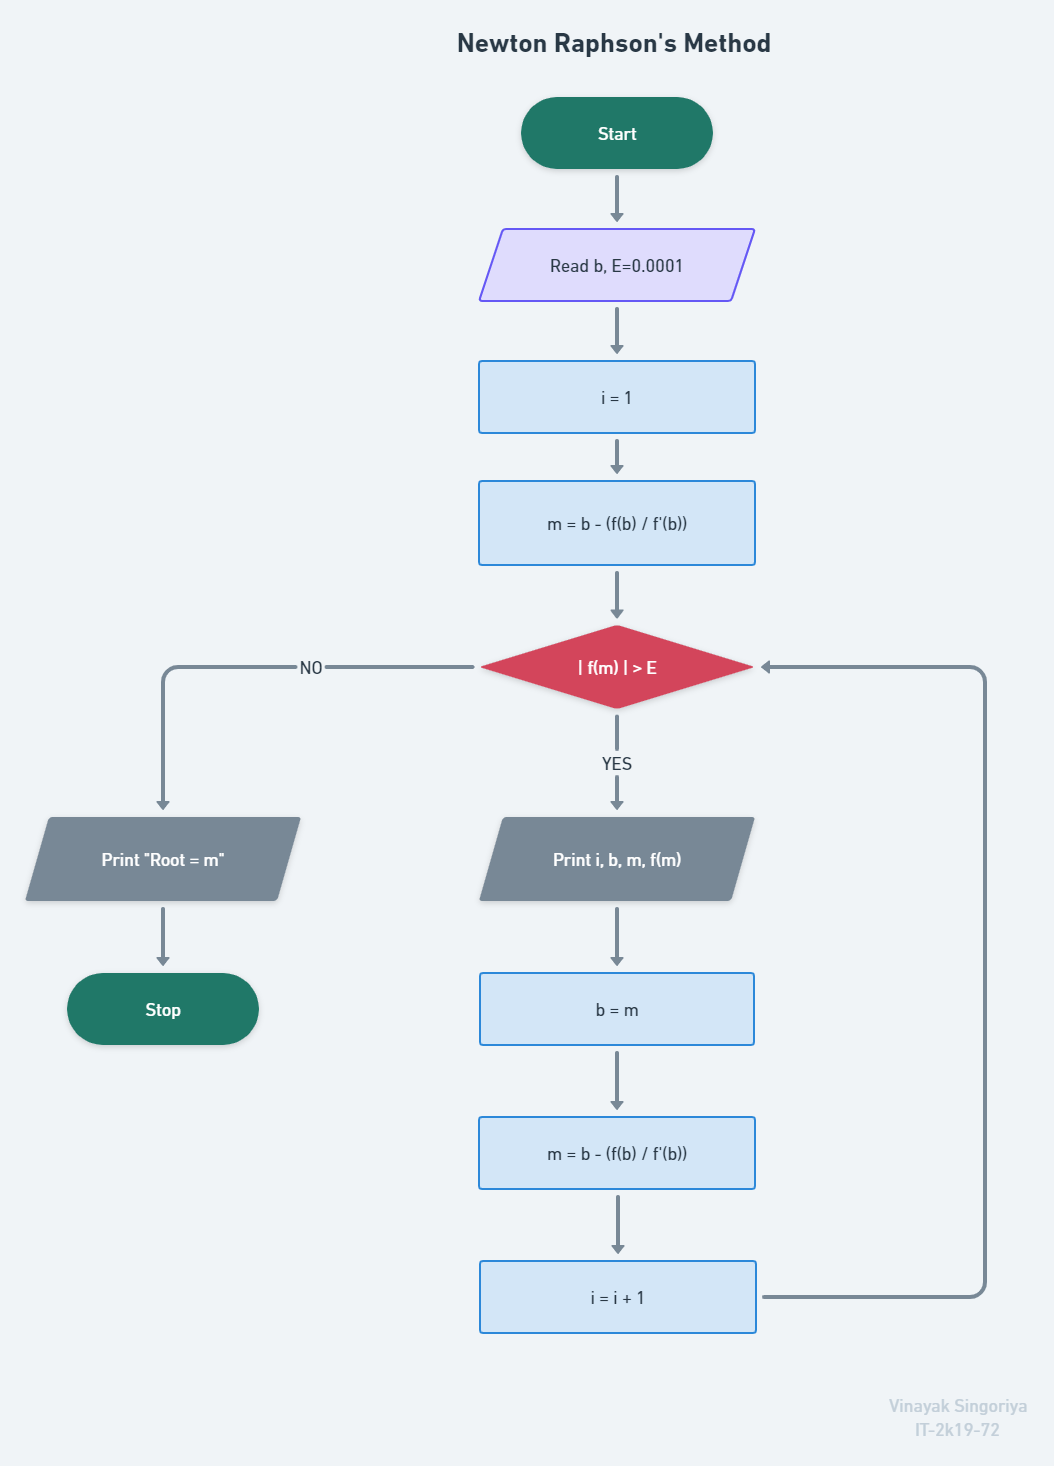 Newton Raphson's Method
Start
Read b, E=0.0001
i = 1
m = b - (f(b) / f'(b))
| f(m) | > E
NO
YES
Print "Root = m"
Print i, b, m, f(m)
Stop
b = m
m = b - (f(b) / f'(b))
i = i + 1
Vinayak Singoriya
IT-2k19-72